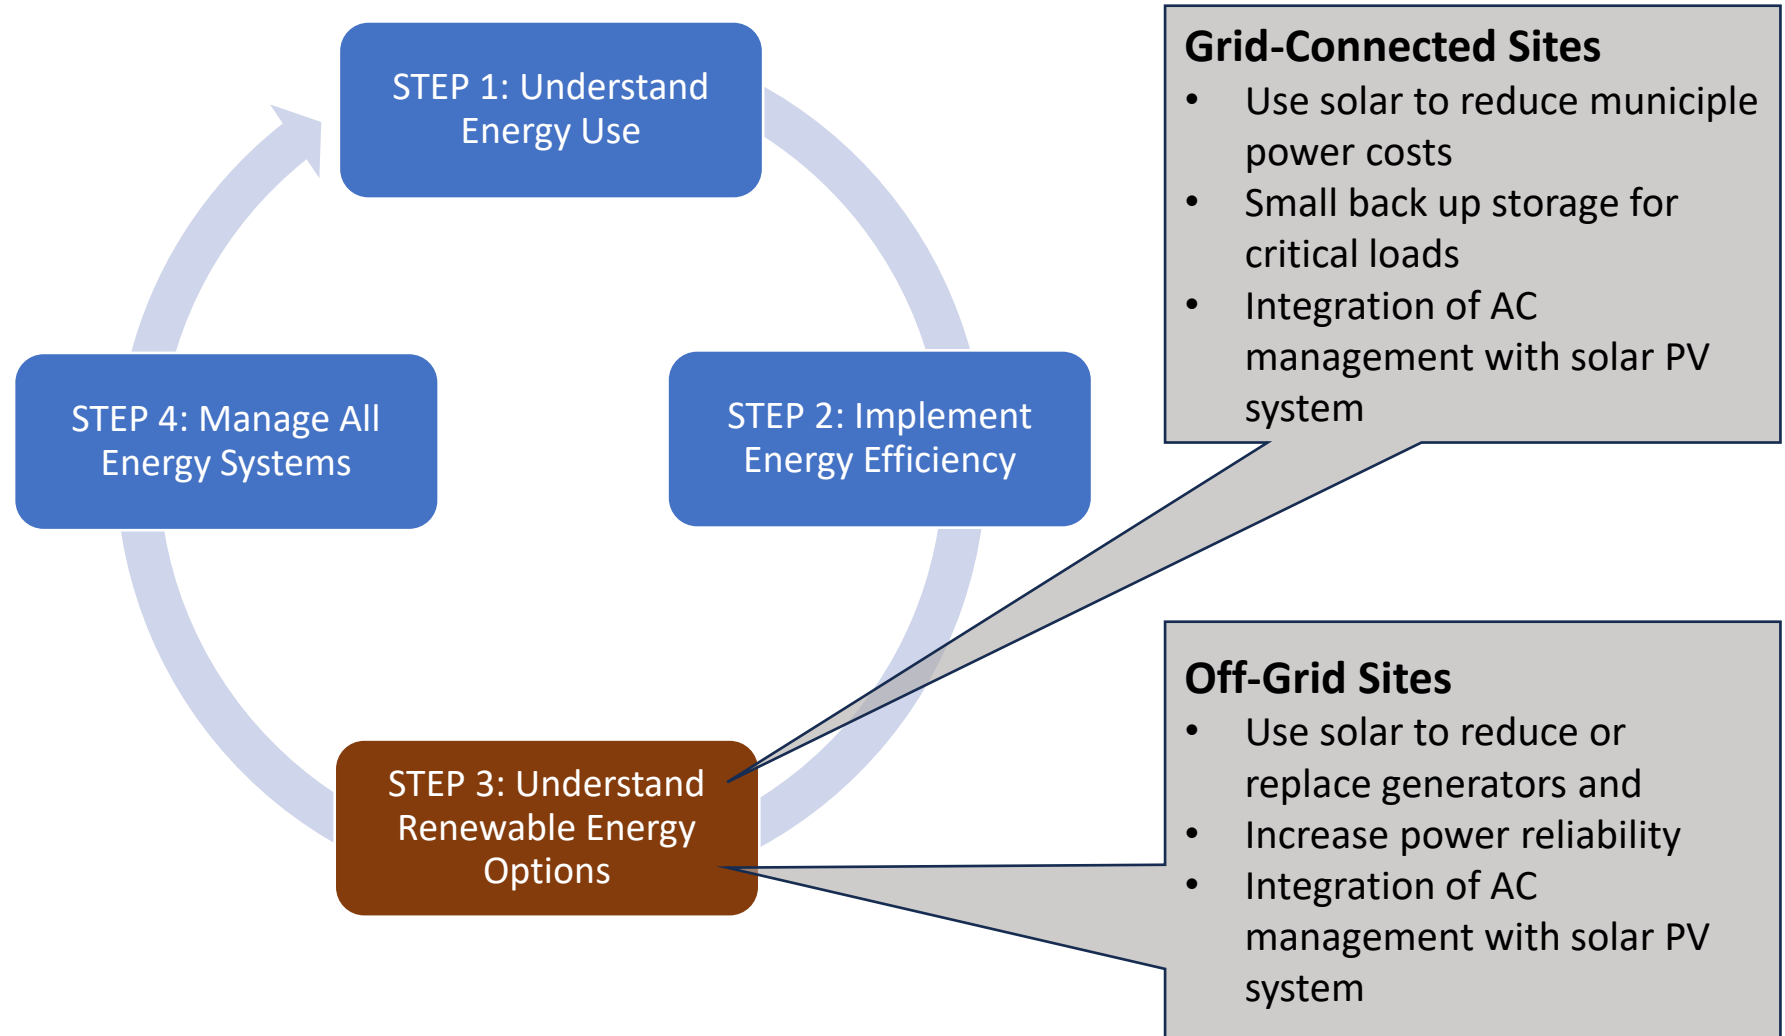 STEP 1: Understand
Energy Use
STEP 2: Implement
Energy Efficiency
STEP 3: Understand
Renewable Energy
Options
STEP 4: Manage All
Energy Systems
Grid-Connected Sites
• Use solar to reduce municiple
power costs
• Small back up storage for
critical loads
• Integration of AC
management with solar PV
system
Off-Grid Sites
• Use solar to reduce or
replace generators and
• Increase power reliability
• Integration of AC
management with solar PV
system